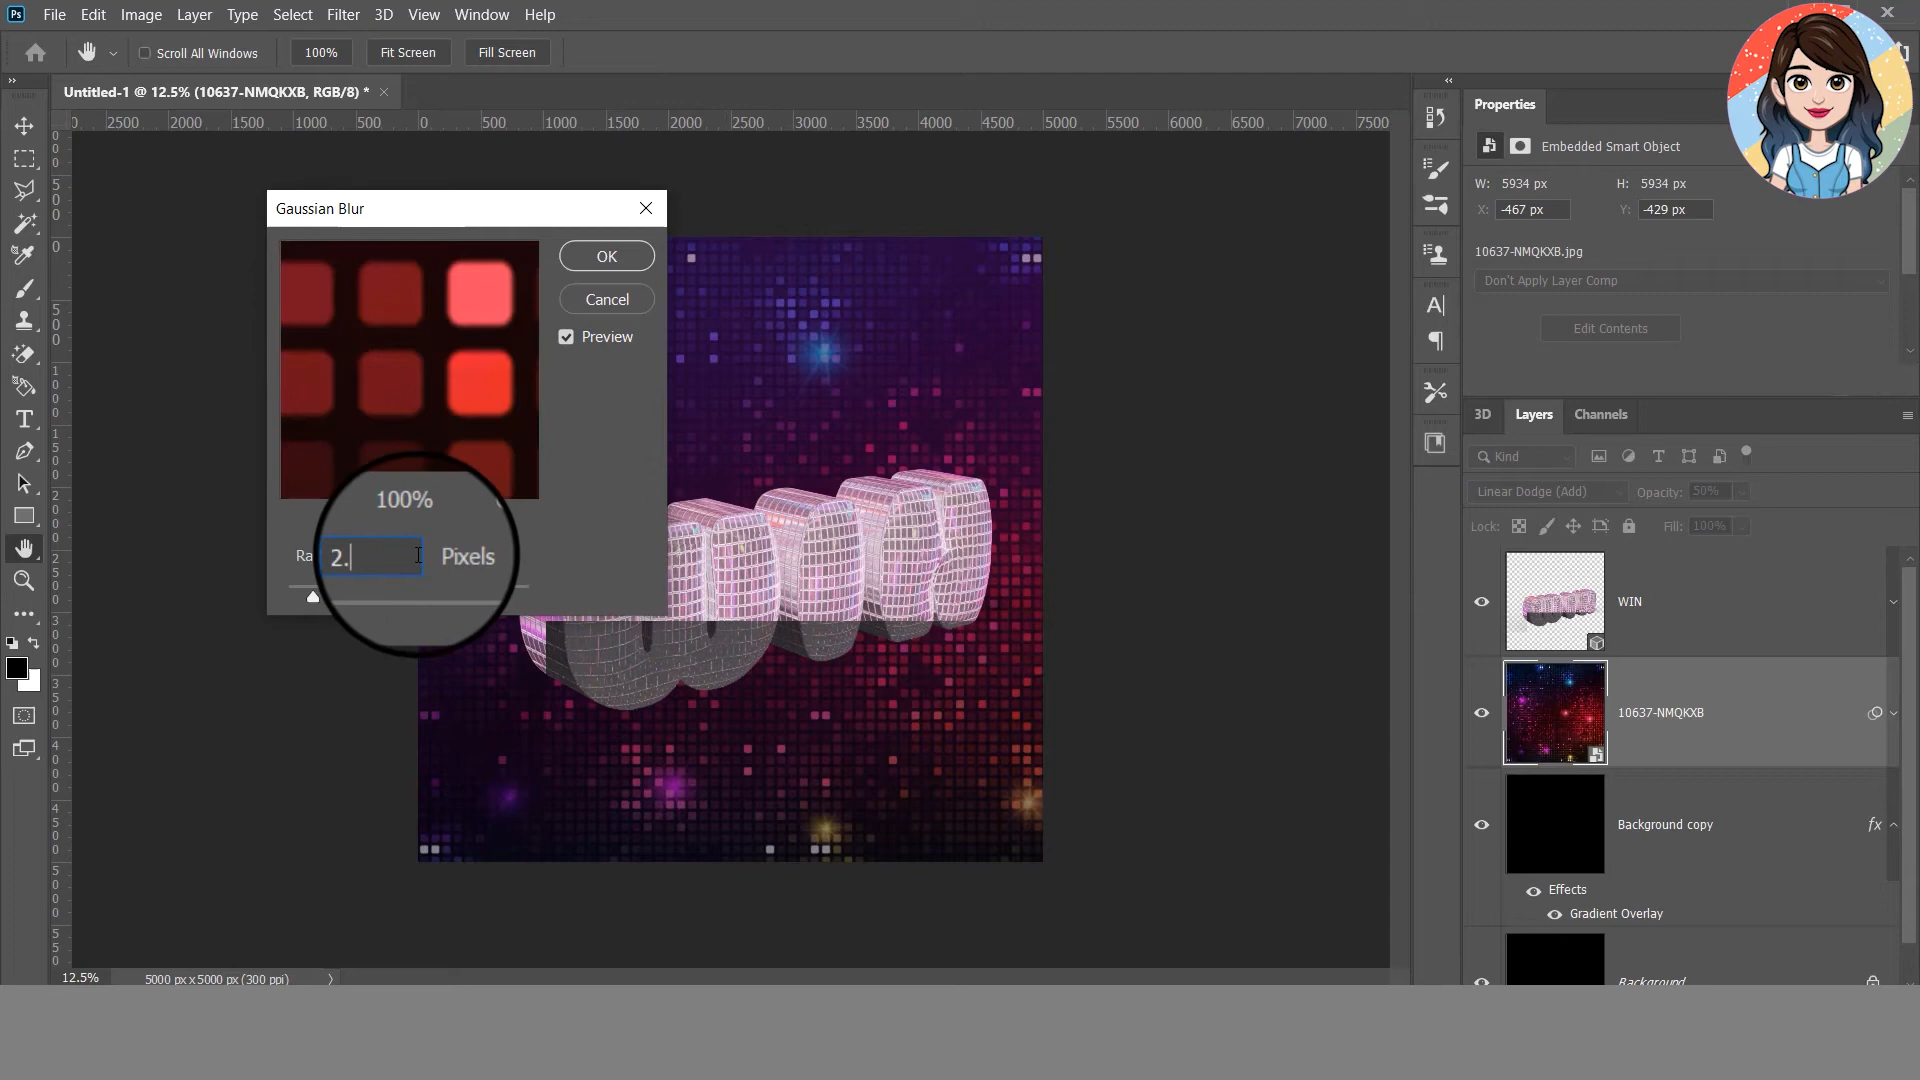 Ps File Edit Image Layer Type Select Filter 3D View Window Help
Scroll All Windows 100% Fit Screen Fill Screen
Untitled-1 @ 12.5% (10637-NMQKXB, RGB/8) *
2500 2000 1500 1000 500 0 500 1000 1500 2000 2500 3000 3500 4000 4500 5000 5500 6000 6500 7000 7500
Gaussian Blur
OK
Cancel
Preview
100%
Ra 2. Pixels
12.5% 5000 px x 5000 px (300 ppi)
Properties
Embedded Smart Object
W: 5934 px H: 5934 px
X: -467 px Y: -429 px
10637-NMQKXB.jpg
Don't Apply Layer Comp
Edit Contents
3D Layers Channels
Kind
Linear Dodge (Add) Opacity: 50%
Lock: Fill: 100%
WIN
10637-NMQKXB
Background copy fx
Effects
Gradient Overlay
Background